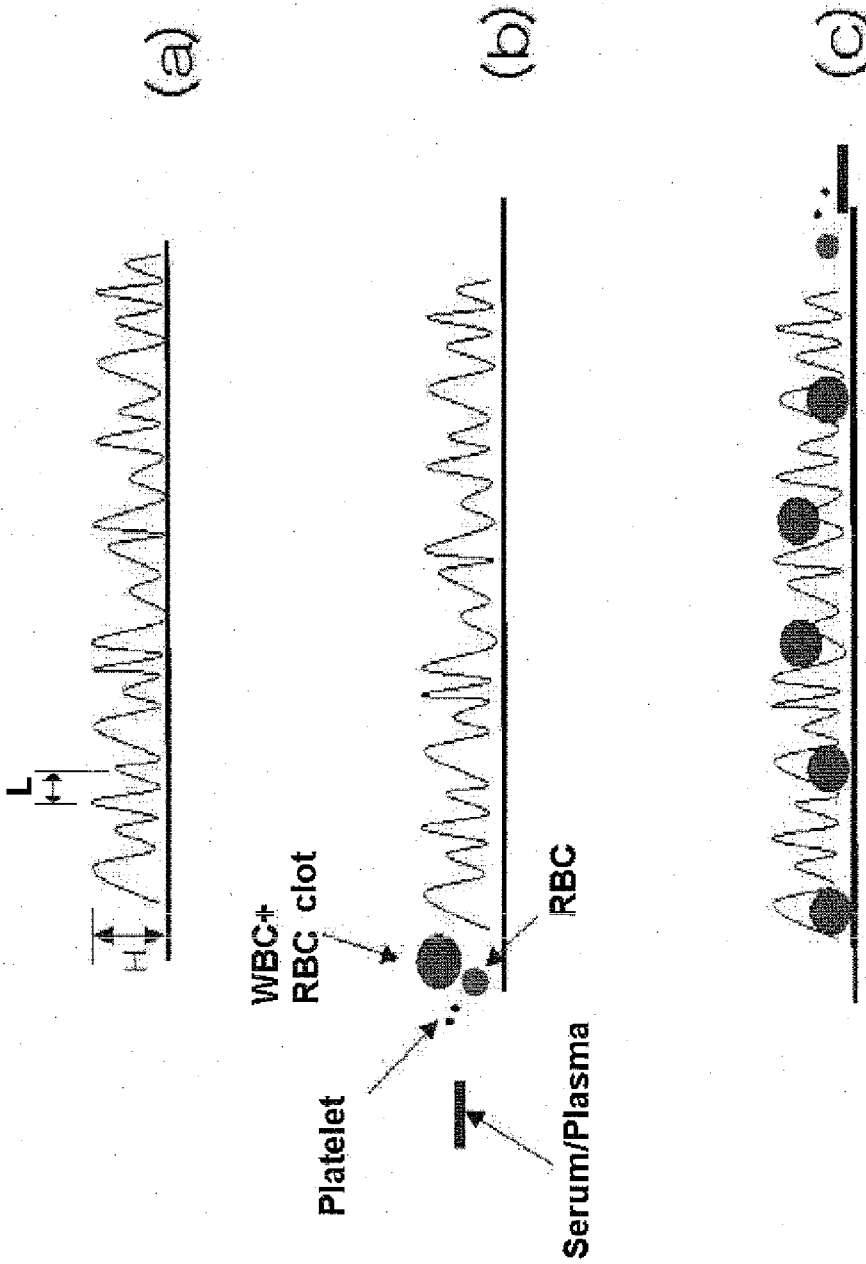 L
H
(a)
WBC+
RBC clot
Platelet
RBC
Serum/Plasma
(b)
(c)